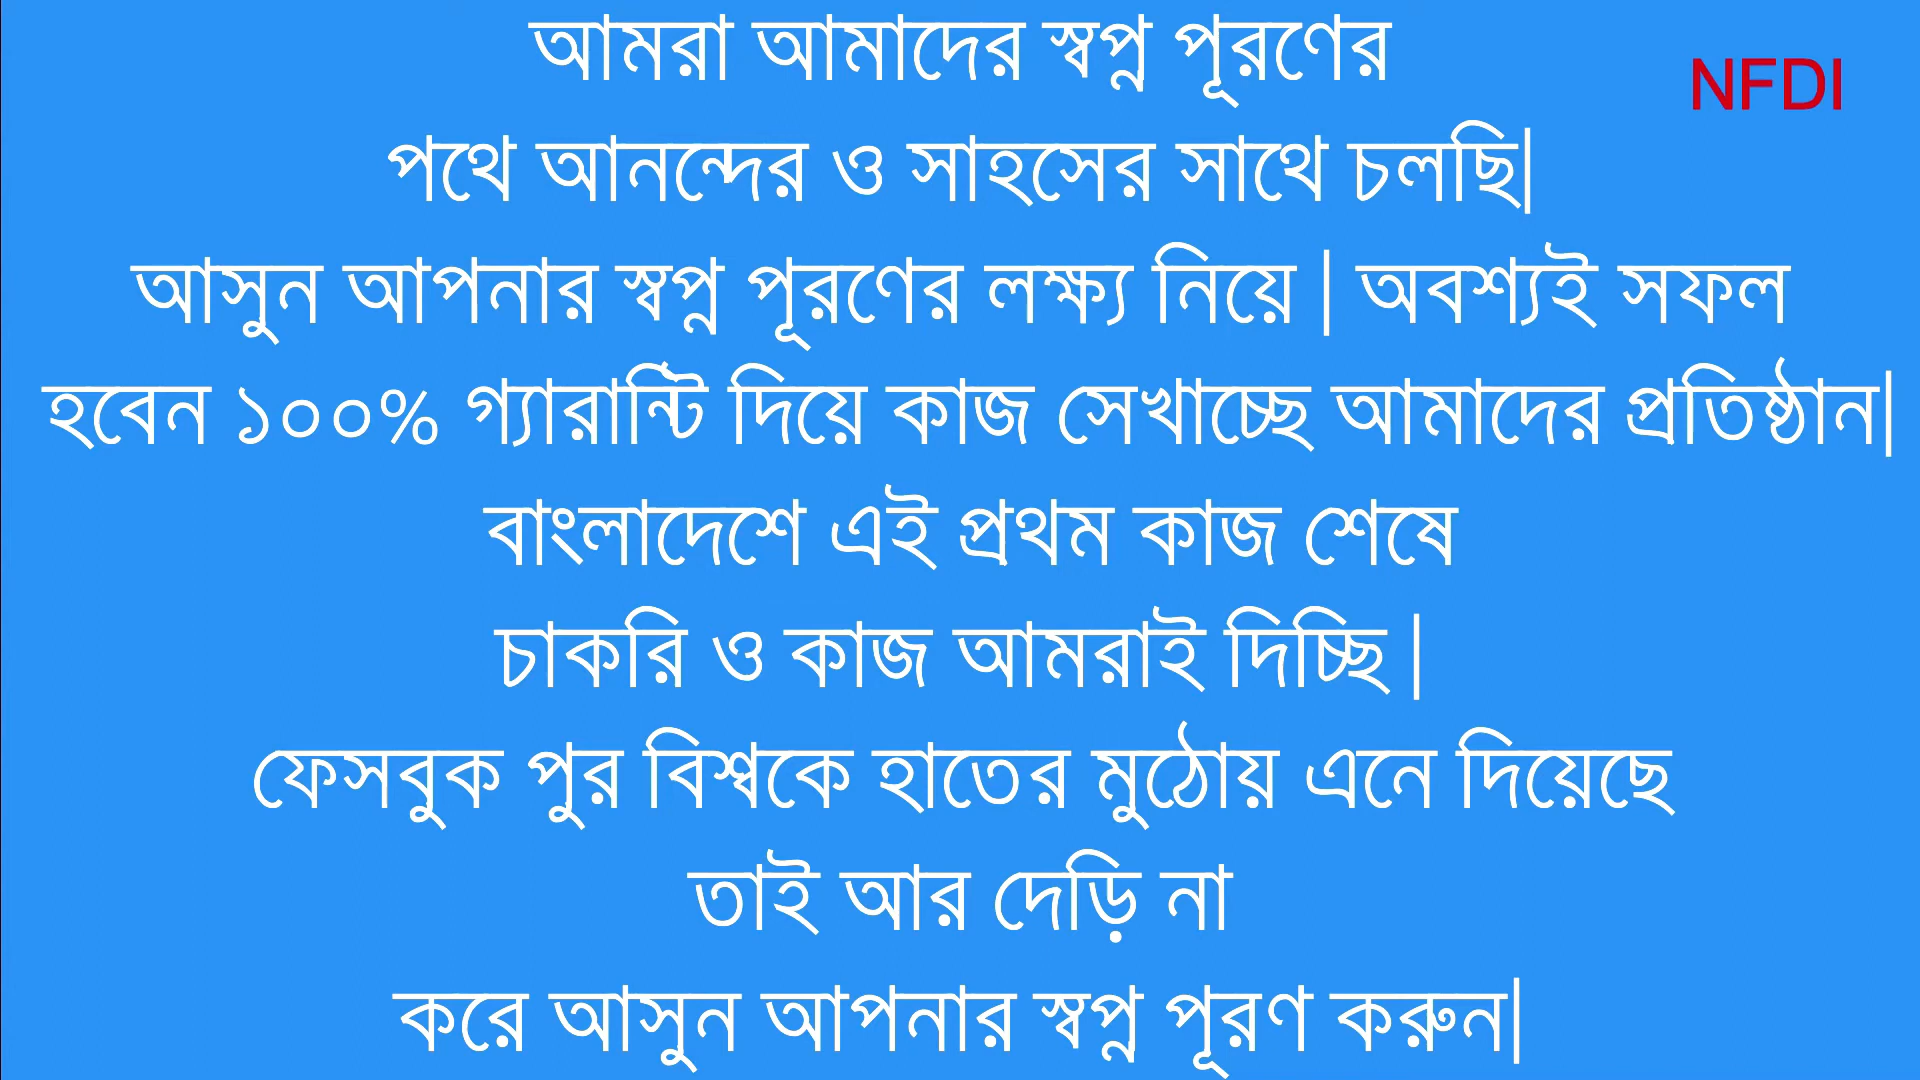 আমরা আমাদের স্বপ্ন পূরণের
NFDI
পথে আনন্দের ও সাহসের সাথে চলছি|
আসুন আপনার স্বপ্ন পূরণের লক্ষ্য নিয়ে | অবশ্যই সফল
হবেন ১০০% গ্যারান্টি দিয়ে কাজ সেখাচ্ছে আমাদের প্রতিষ্ঠান|
বাংলাদেশে এই প্রথম কাজ শেষে
চাকরি ও কাজ আমরাই দিচ্ছি |
ফেসবুক পুর বিশ্বকে হাতের মুঠোয় এনে দিয়েছে
তাই আর দেড়ি না
করে আসুন আপনার স্বপ্ন পূরণ করুন|